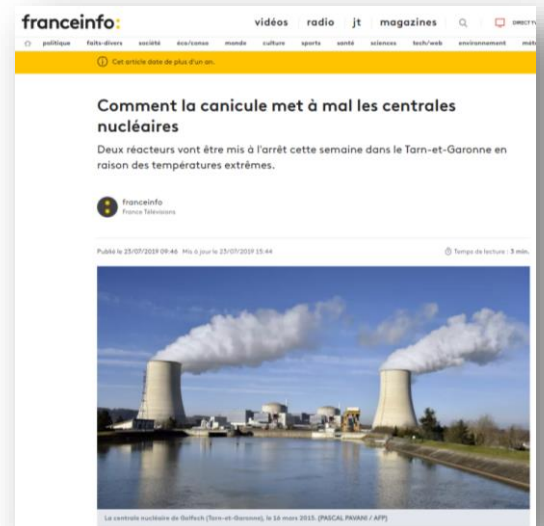 franceinfo:
vidéos radio jt magazines DIRECT TV
politique faits-divers société éco/conso monde culture sports santé sciences tech/web environnement
Cet article date de plus d'un an.
Comment la canicule met à mal les centrales
nucléaires
Deux réacteurs vont être mis à l'arrêt cette semaine dans le Tarn-et-Garonne en
raison des températures extrêmes.
franceinfo
France Télévisions
Publié le 23/07/2019 09:46 Mis à jour le 23/07/2019 15:44
Temps de lecture : 3 min.
La centrale nucléaire de Golfech (Tarn-et-Garonne), le 16 mars 2015. (PASCAL PAVANI / AFP)